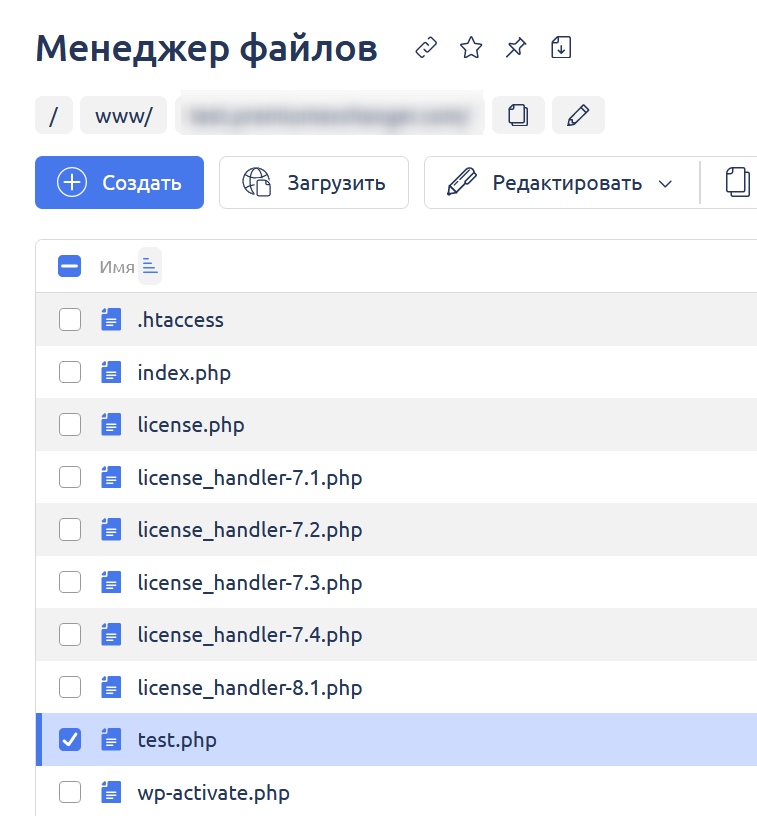 Менеджер файлов
/ www/
Создать Загрузить Редактировать
Имя
.htaccess
index.php
license.php
license_handler-7.1.php
license_handler-7.2.php
license_handler-7.3.php
license_handler-7.4.php
license_handler-8.1.php
test.php
wp-activate.php